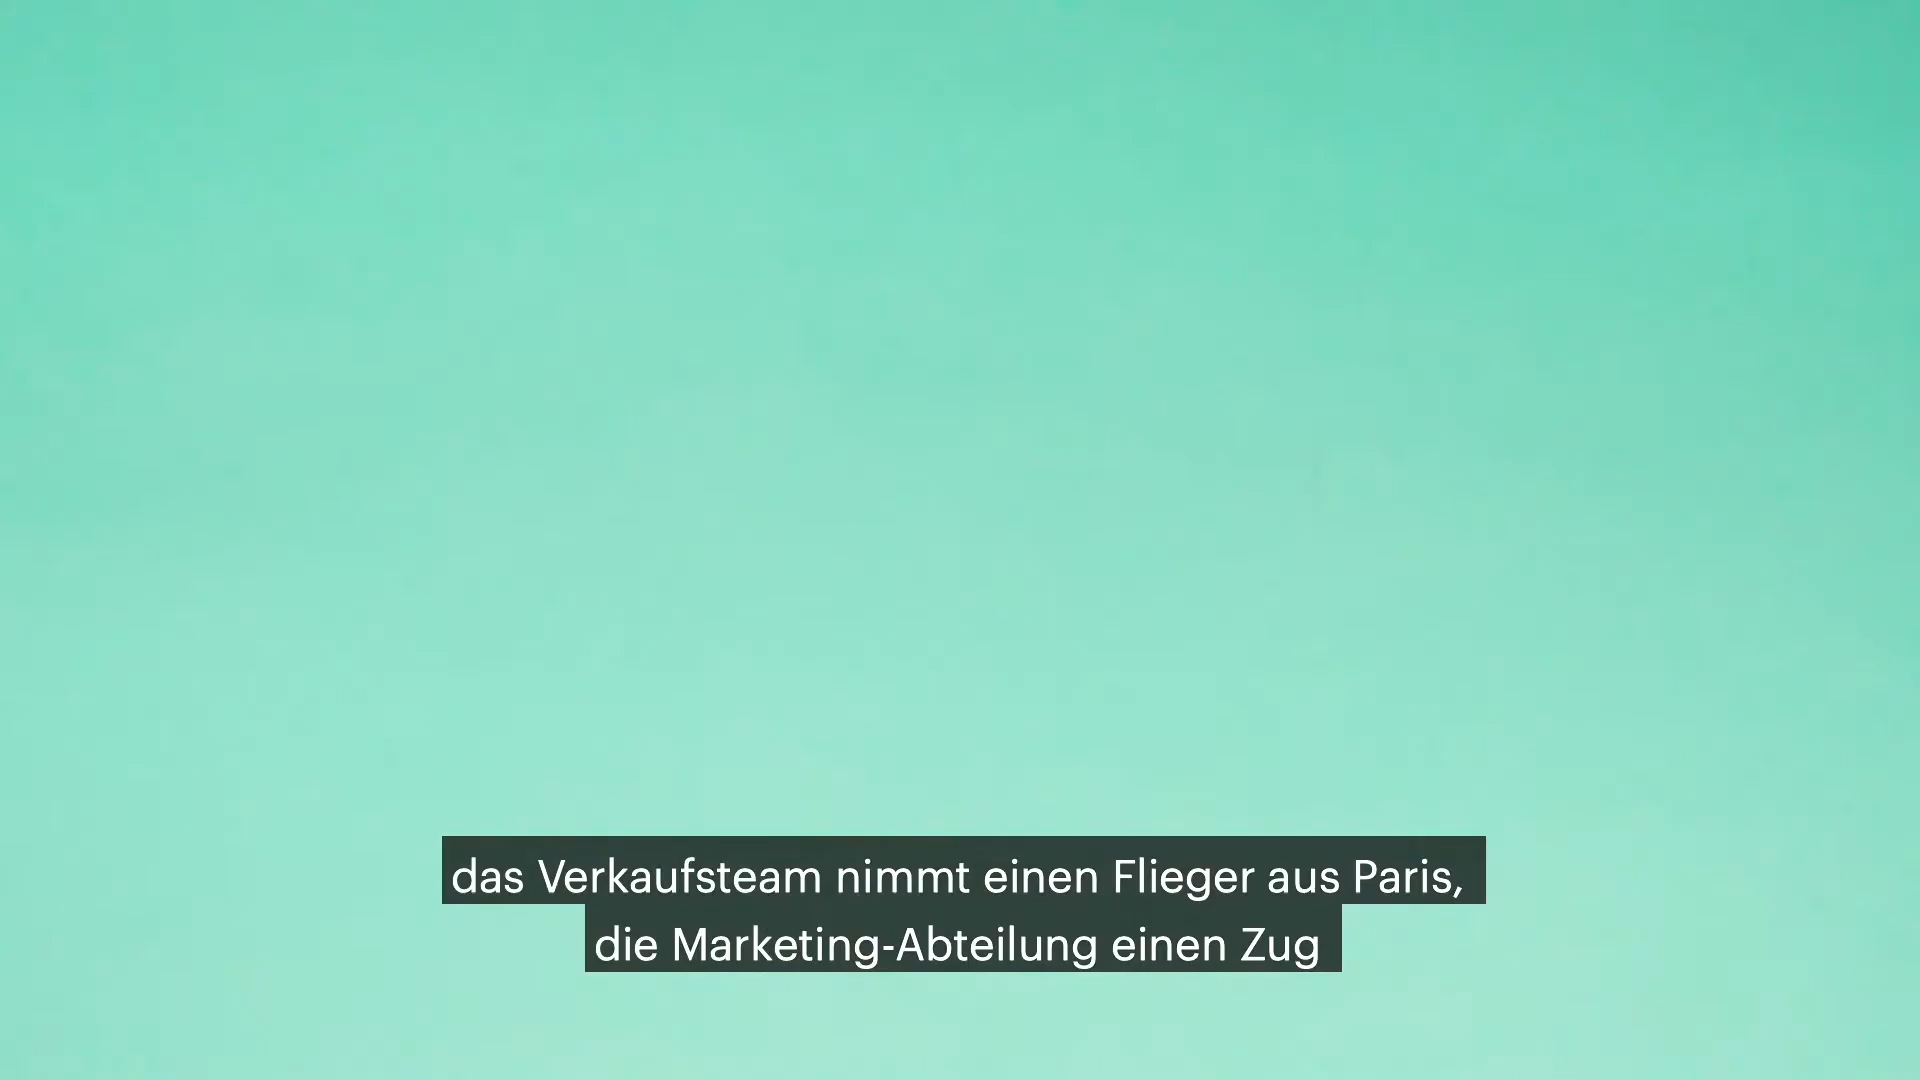 das Verkaufsteam nimmt einen Flieger aus Paris,
die Marketing-Abteilung einen Zug